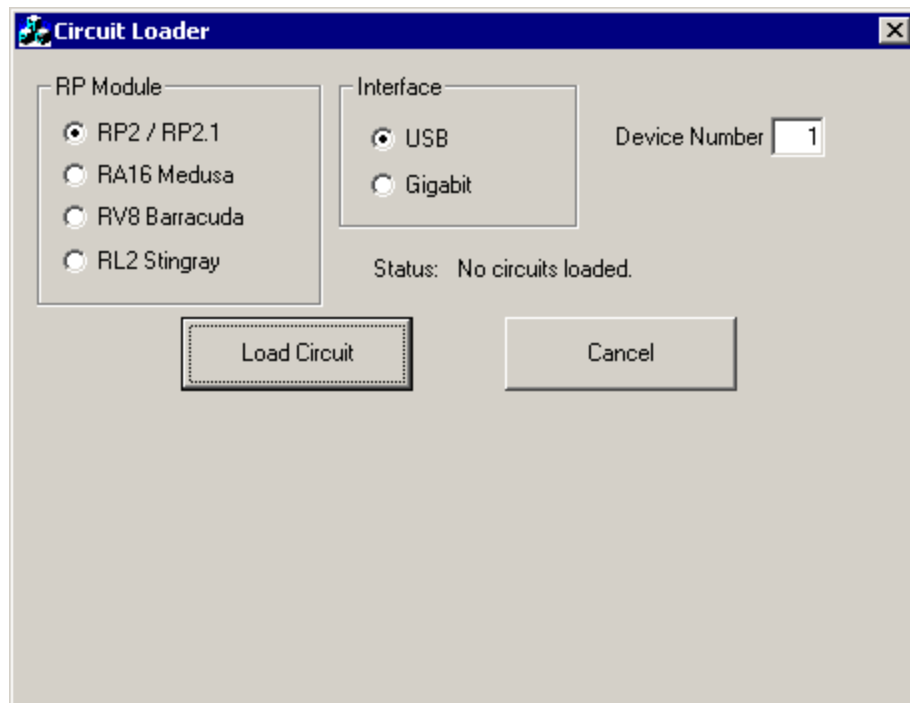 Circuit Loader
RP Module
RP2 / RP2.1
RA16 Medusa
RV8 Barracuda
RL2 Stingray
Interface
USB
Gigabit
Device Number 1
Status: No circuits loaded.
Load Circuit
Cancel